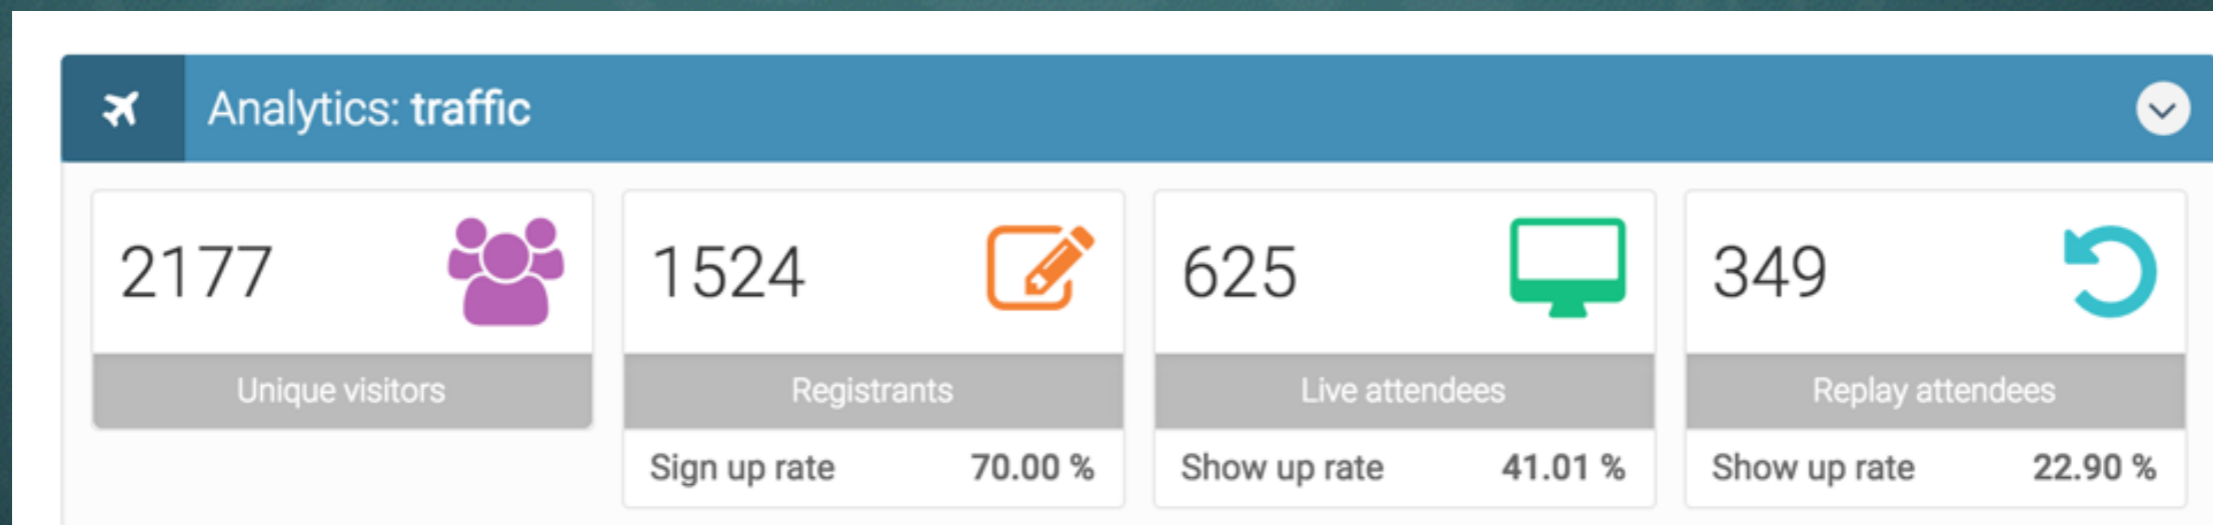 Analytics: traffic
2177
Unique visitors
1524
Registrants
Sign up rate 70.00 %
625
Live attendees
Show up rate 41.01 %
349
Replay attendees
Show up rate 22.90 %